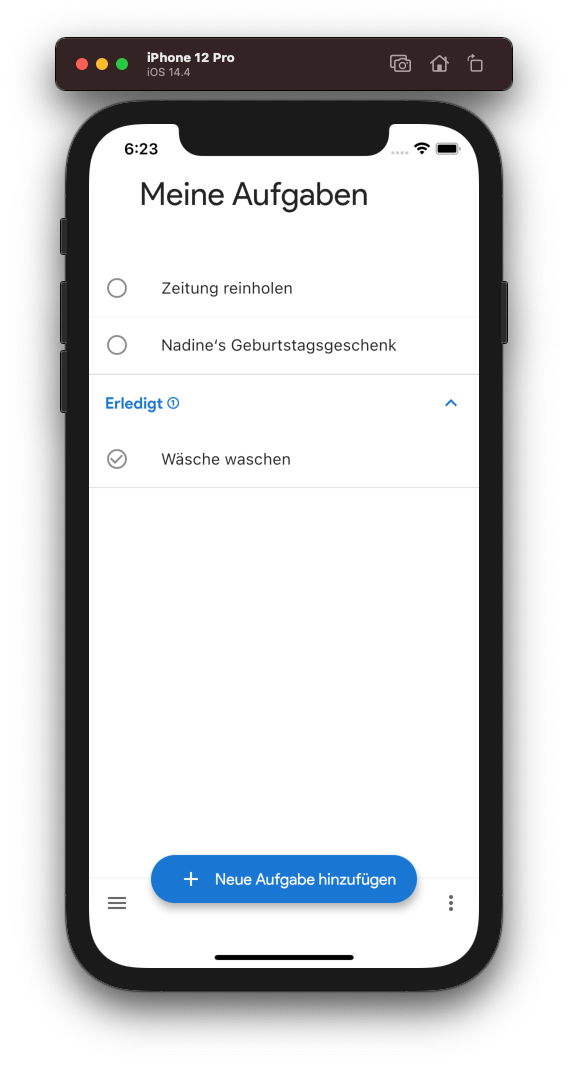 iPhone 12 Pro
iOS 14.4
6:23
Meine Aufgaben
Zeitung reinholen
Nadine‘s Geburtstagsgeschenk
Erledigt ①
Wäsche waschen
+ Neue Aufgabe hinzufügen